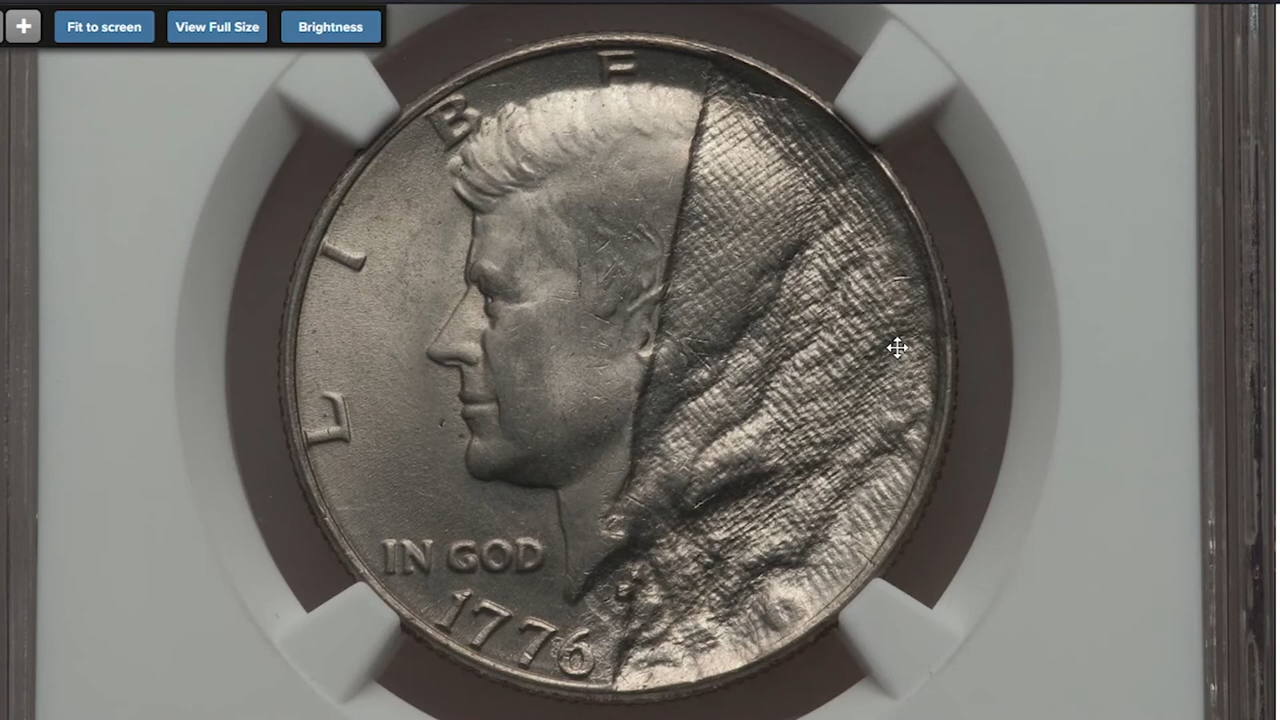 +
Fit to screen
View Full Size
Brightness
LIBE
IN GOD
1776